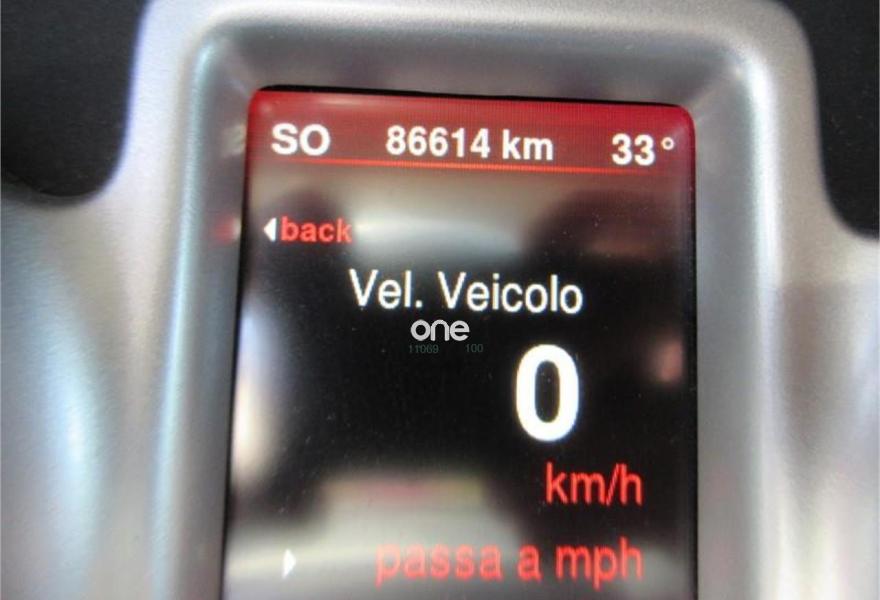 SO 86614 km 33°
back
Vel. Veicolo
one
11069 100
0
km/h
passa a mph